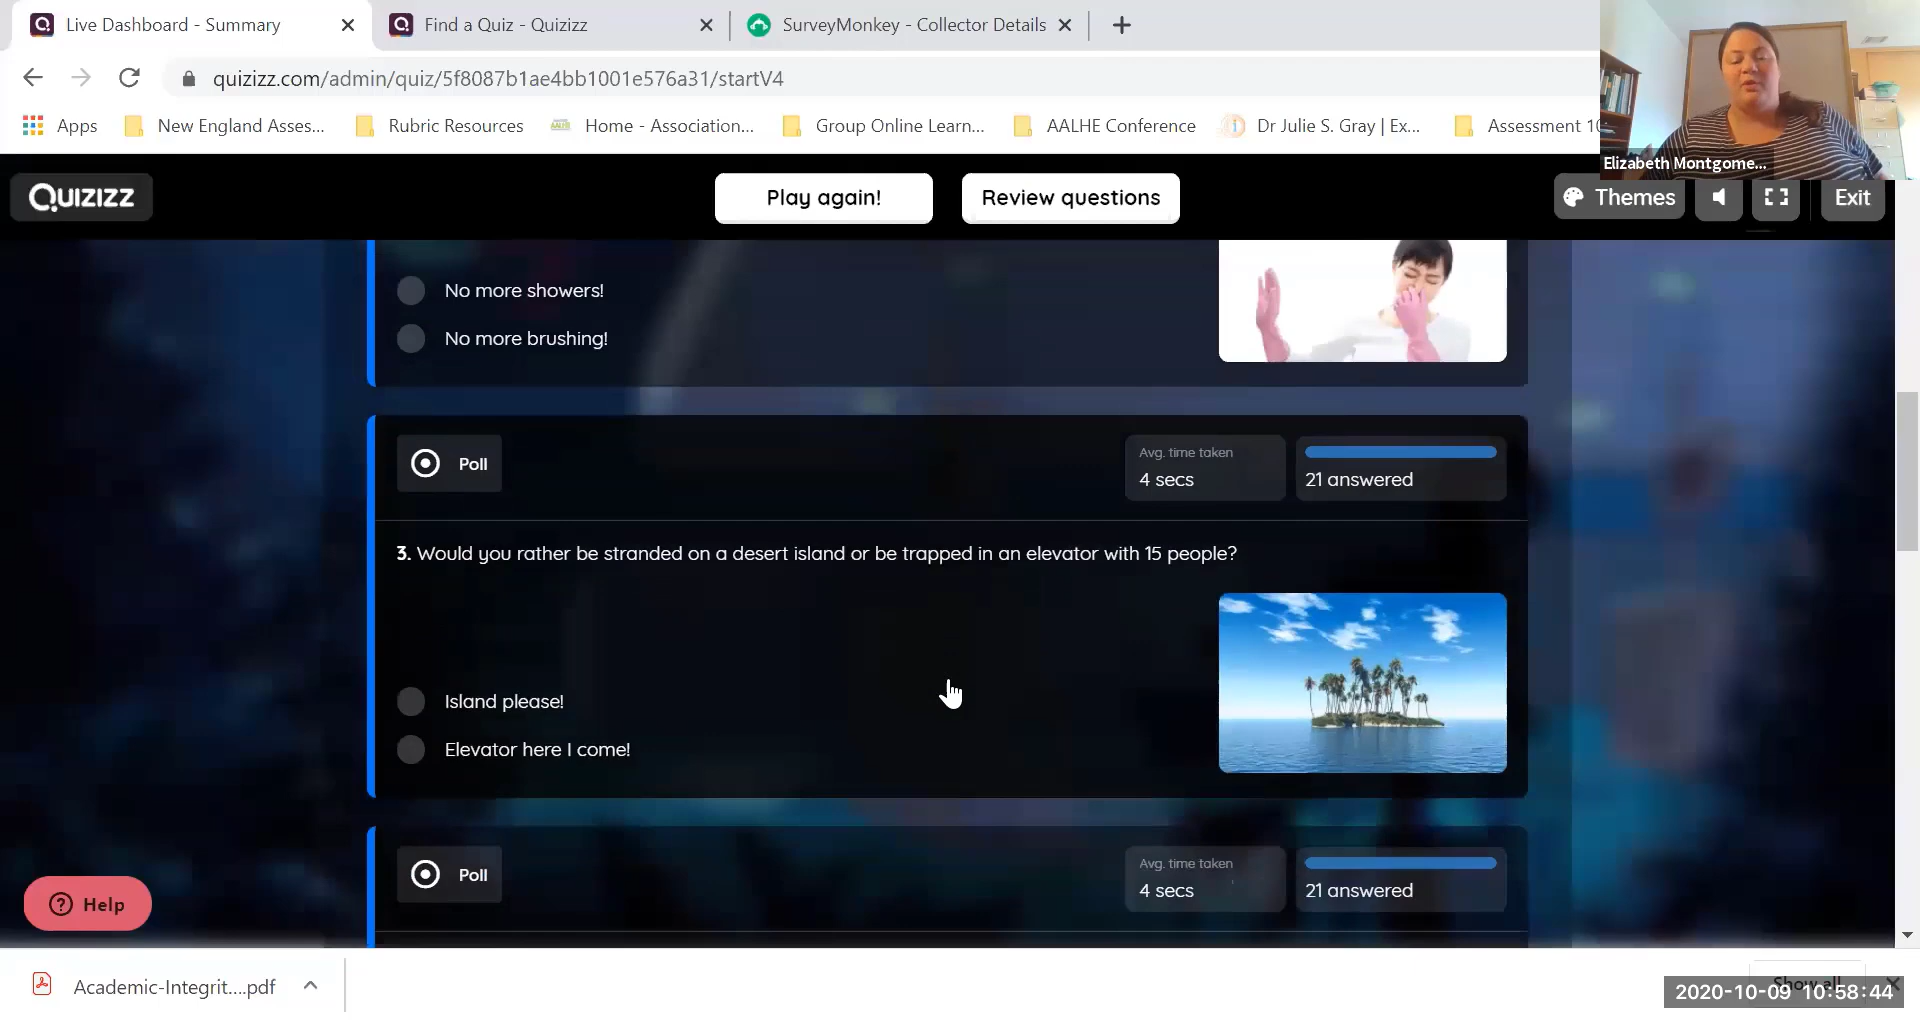 Live Dashboard - Summary
Find a Quiz - Quizizz
SurveyMonkey - Collector Details
quizizz.com/admin/quiz/5f8087b1ae4bb1001e576a31/startV4
Apps
New England Asses...
Rubric Resources
Home - Association...
Group Online Learn...
AALHE Conference
Dr Julie S. Gray | Ex...
Assessment 10
Elizabeth Montgome...
Quizizz
Play again!
Review questions
Themes
Exit
No more showers!
No more brushing!
Poll
Avg. time taken
4 secs
21 answered
3. Would you rather be stranded on a desert island or be trapped in an elevator with 15 people?
Island please!
Elevator here I come!
Poll
Avg. time taken
4 secs
21 answered
Help
Academic-Integrit....pdf
Show all
2020-10-09 10:58:44